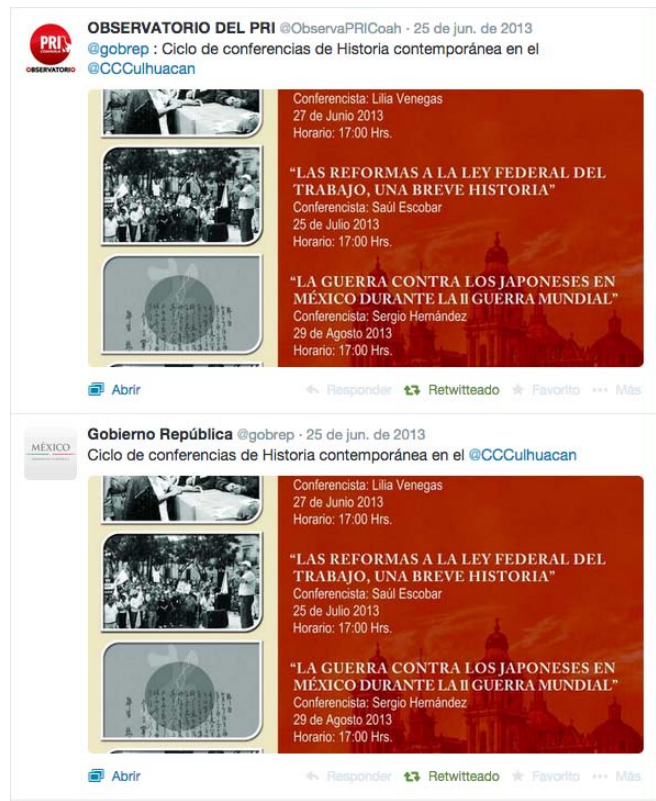 PRI
OBSERVATORIO
OBSERVATORIO DEL PRI @ObservaPRICoah · 25 de jun. de 2013
@gobrep : Ciclo de conferencias de Historia contemporánea en el
@CCCulhuacan
Conferencista: Lilia Venegas
27 de Junio 2013
Horario: 17:00 Hrs.
“LAS REFORMAS A LA LEY FEDERAL DEL
TRABAJO, UNA BREVE HISTORIA”
Conferencista: Saúl Escobar
25 de Julio 2013
Horario: 17:00 Hrs.
“LA GUERRA CONTRA LOS JAPONESES EN
MÉXICO DURANTE LA II GUERRA MUNDIAL”
Conferencista: Sergio Hernández
29 de Agosto 2013
Horario: 17:00 Hrs.
Abrir Responder Retwitteado Favorito Más
MÉXICO
Gobierno República @gobrep · 25 de jun. de 2013
Ciclo de conferencias de Historia contemporánea en el @CCCulhuacan
Conferencista: Lilia Venegas
27 de Junio 2013
Horario: 17:00 Hrs.
“LAS REFORMAS A LA LEY FEDERAL DEL
TRABAJO, UNA BREVE HISTORIA”
Conferencista: Saúl Escobar
25 de Julio 2013
Horario: 17:00 Hrs.
“LA GUERRA CONTRA LOS JAPONESES EN
MÉXICO DURANTE LA II GUERRA MUNDIAL”
Conferencista: Sergio Hernández
29 de Agosto 2013
Horario: 17:00 Hrs.
Abrir Responder Retwitteado Favorito Más